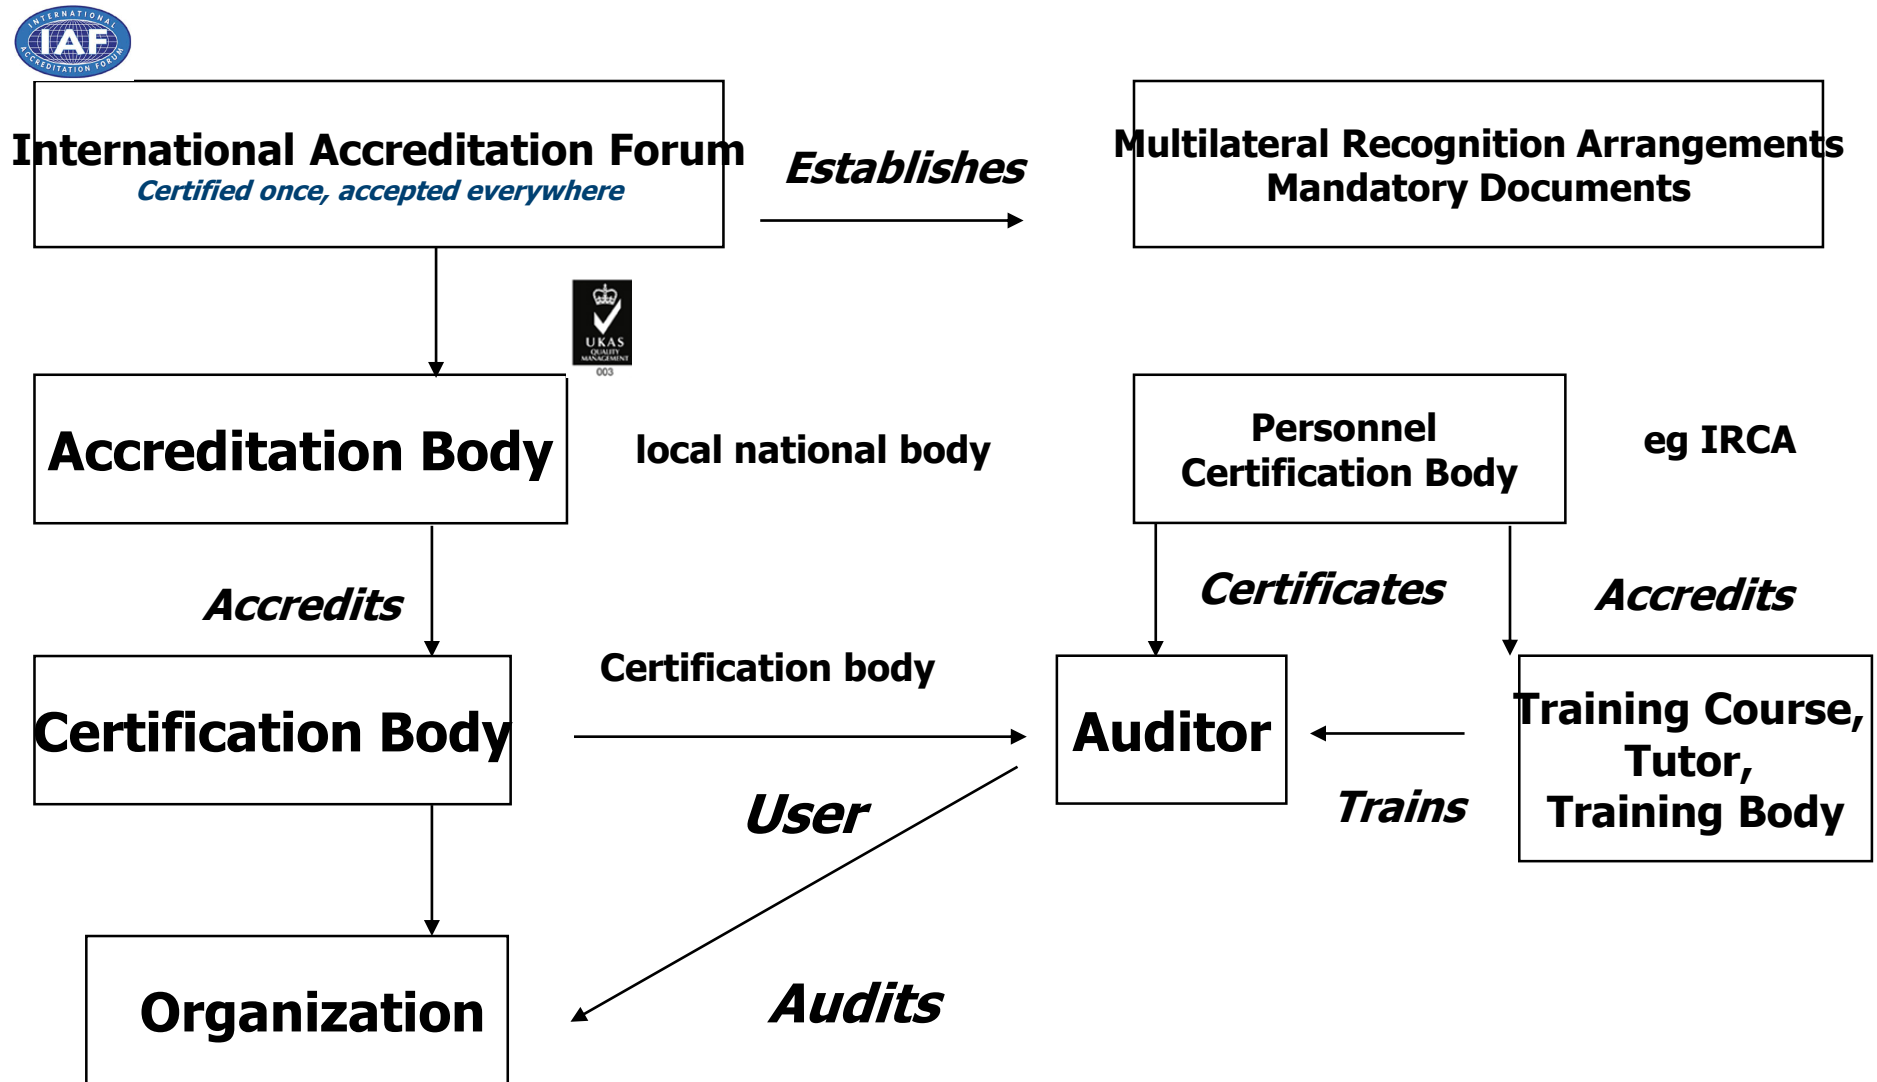 INTERNATIONAL
IAF
ACCREDITATION FORUM
International Accreditation Forum
Certified once, accepted everywhere
Establishes
Multilateral Recognition Arrangements
Mandatory Documents
UKAS
QUALITY
MANAGEMENT
003
Accreditation Body
local national body
Personnel
Certification Body
eg IRCA
Accredits
Certificates
Accredits
Certification Body
Certification body
User
Auditor
Trains
Training Course,
Tutor,
Training Body
Organization
Audits